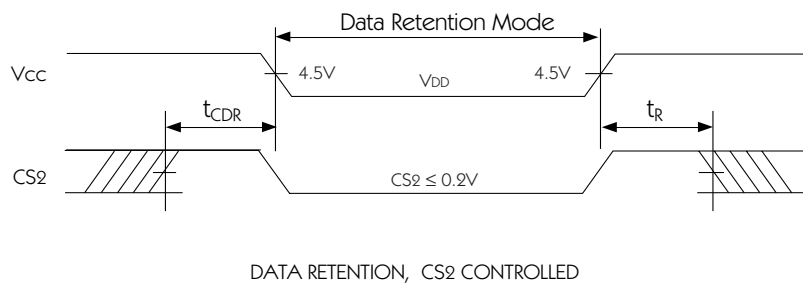 Data Retention Mode
Vcc
4.5V
VDD
4.5V
tCDR
tR
CS2
CS2 ≤ 0.2V
DATA RETENTION, CS2 CONTROLLED